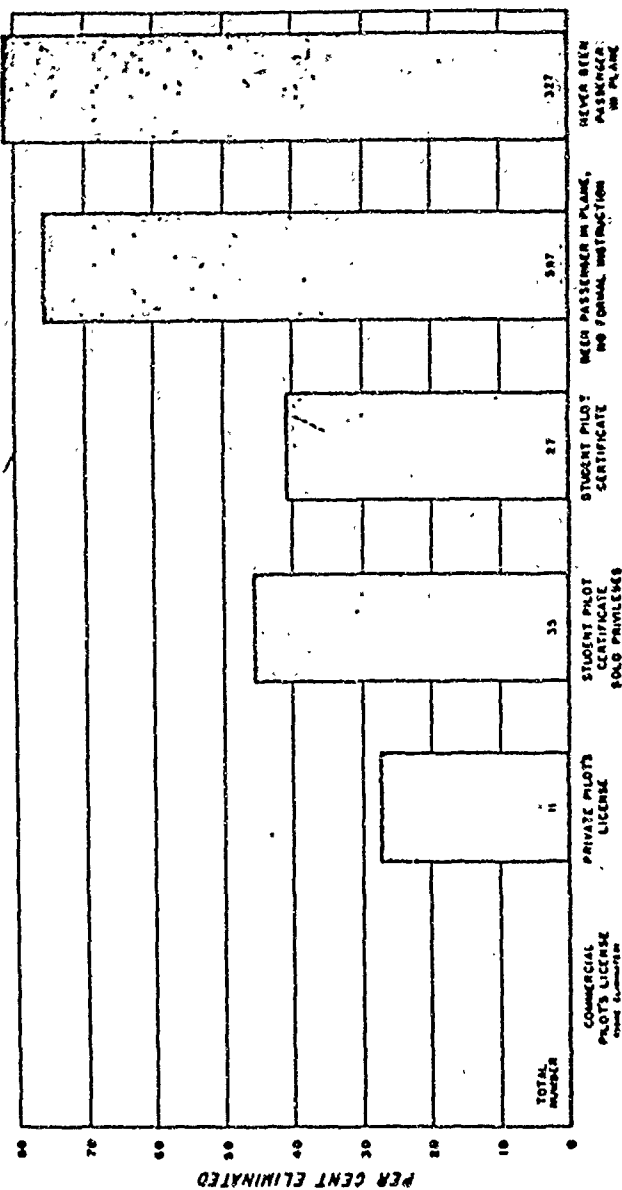 PER CENT ELIMINATED
80
70
60
50
40
30
20
10
0
TOTAL
NUMBER
11
35
27
597
327
COMMERCIAL
PILOT'S LICENSE
PRIVATE PILOT'S
LICENSE
STUDENT PILOT
CERTIFICATE
SOLO PRIVILEGES
STUDENT PILOT
CERTIFICATE
BEEN PASSENGER IN PLANE,
NO FORMAL INSTRUCTION
NEVER BEEN
PASSENGER
IN PLANE